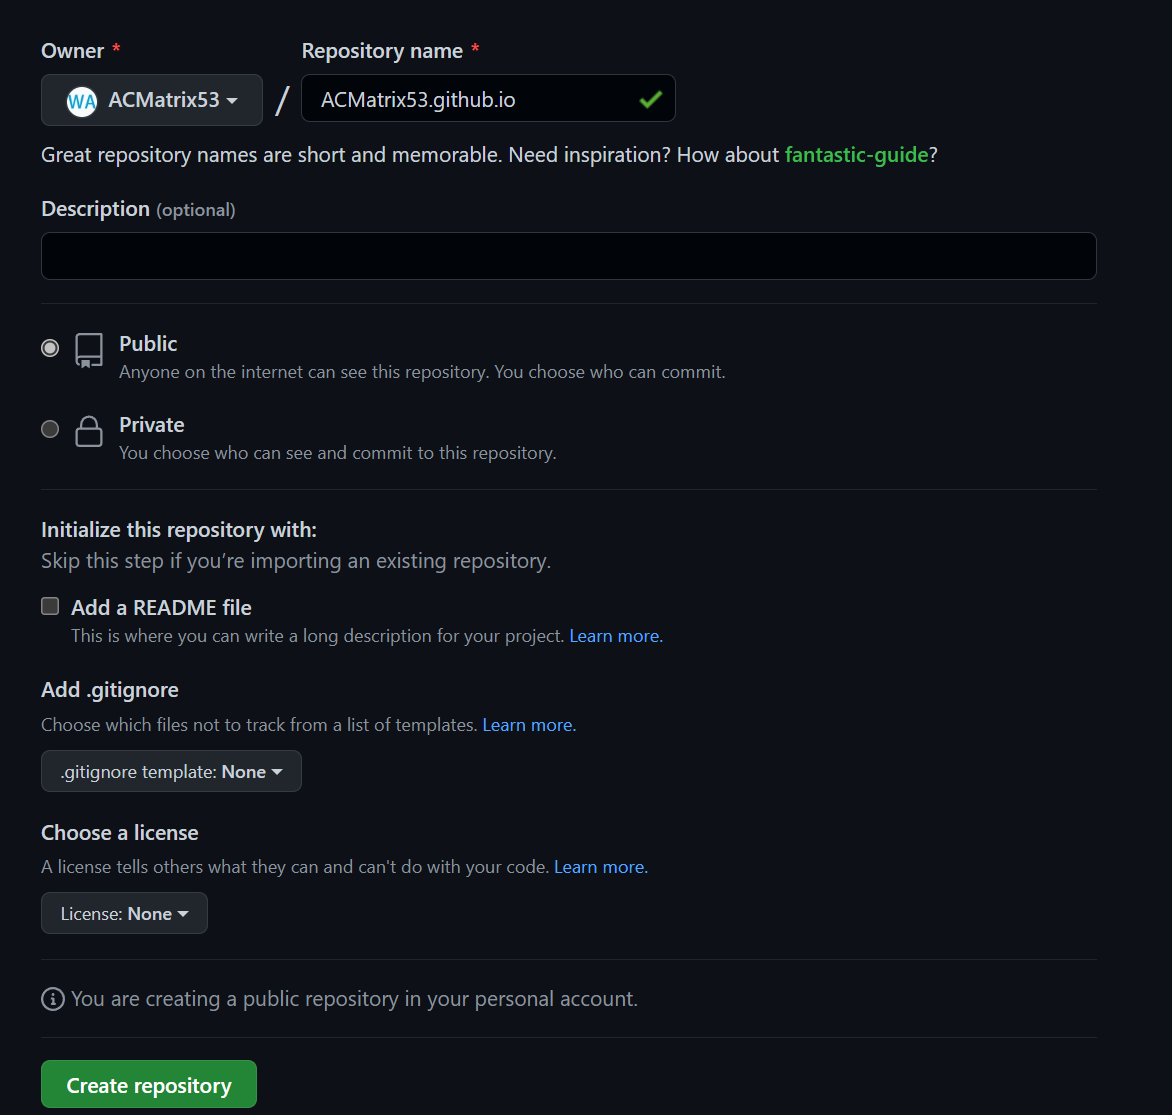 Owner * Repository name *
WA ACMatrix53 / ACMatrix53.github.io
Great repository names are short and memorable. Need inspiration? How about fantastic-guide?
Description (optional)
Public
Anyone on the internet can see this repository. You choose who can commit.
Private
You choose who can see and commit to this repository.
Initialize this repository with:
Skip this step if you’re importing an existing repository.
Add a README file
This is where you can write a long description for your project. Learn more.
Add .gitignore
Choose which files not to track from a list of templates. Learn more.
.gitignore template: None
Choose a license
A license tells others what they can and can't do with your code. Learn more.
License: None
You are creating a public repository in your personal account.
Create repository